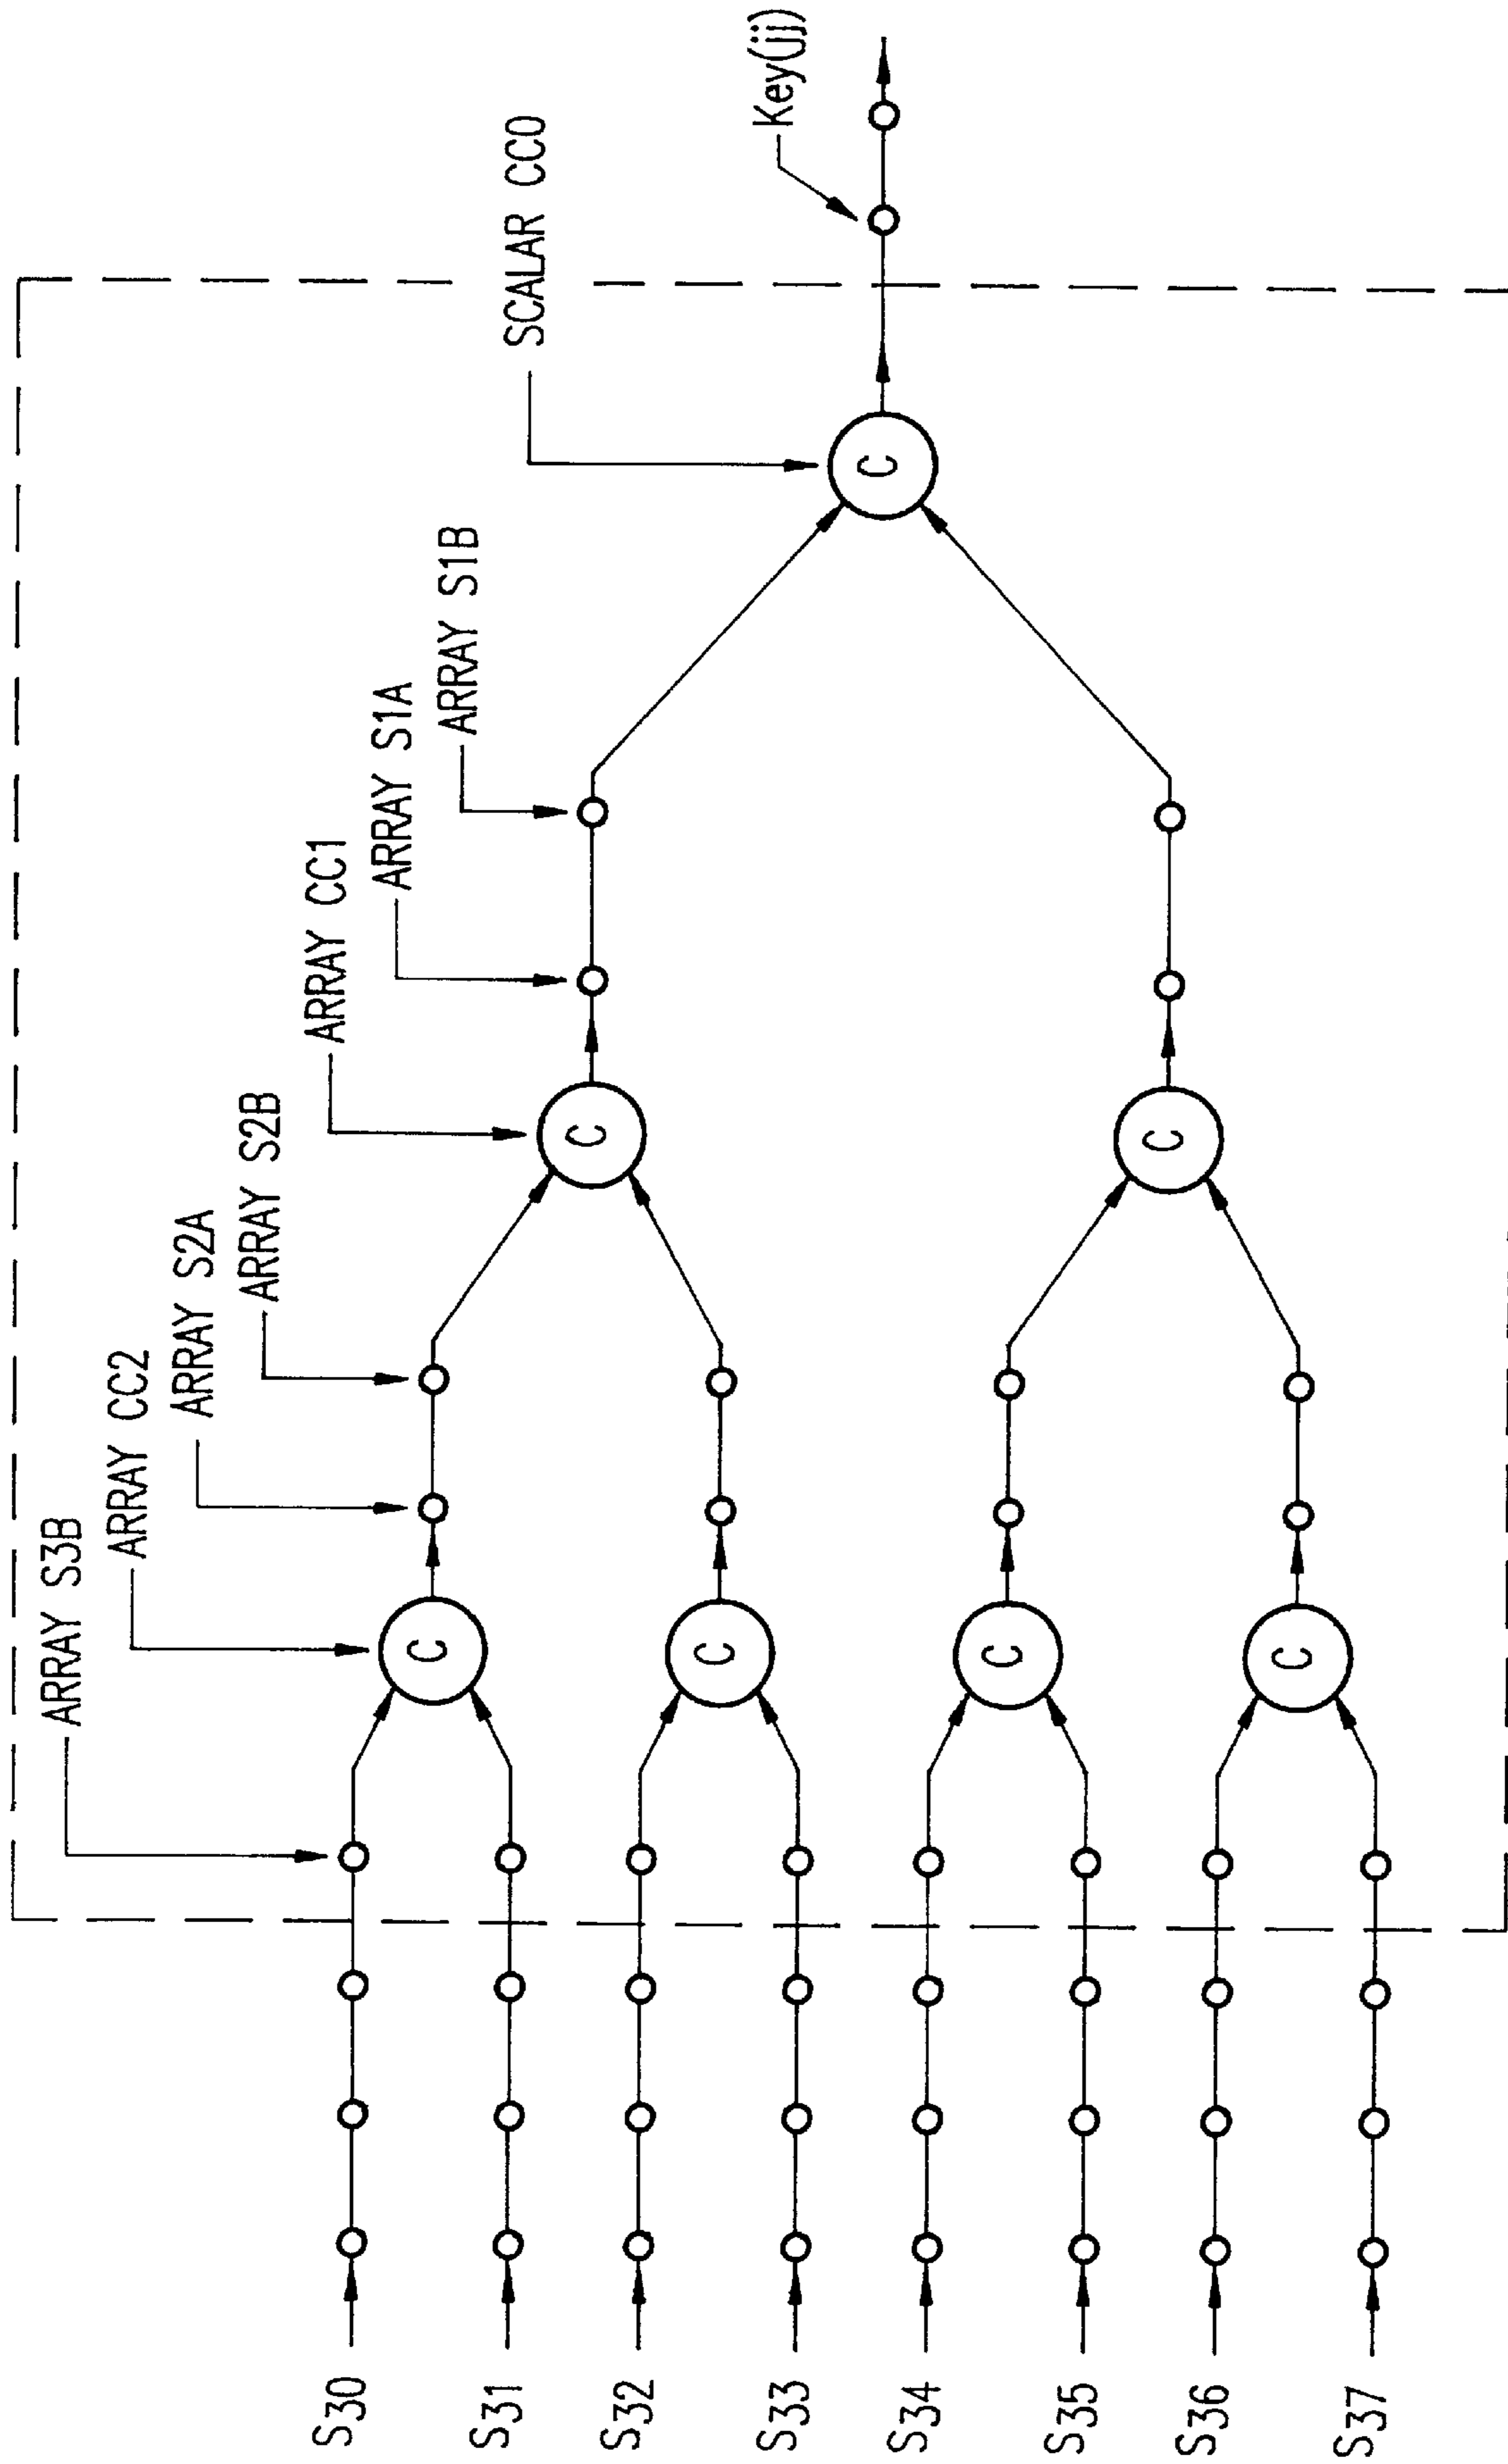 S30
S31
S32
S33
S34
S35
S36
S37
ARRAY S3B
ARRAY CC2
ARRAY S2A
ARRAY S2B
ARRAY CC1
ARRAY S1A
ARRAY S1B
SCALAR CC0
Key(jj)
C
C
C
C
C
C
C